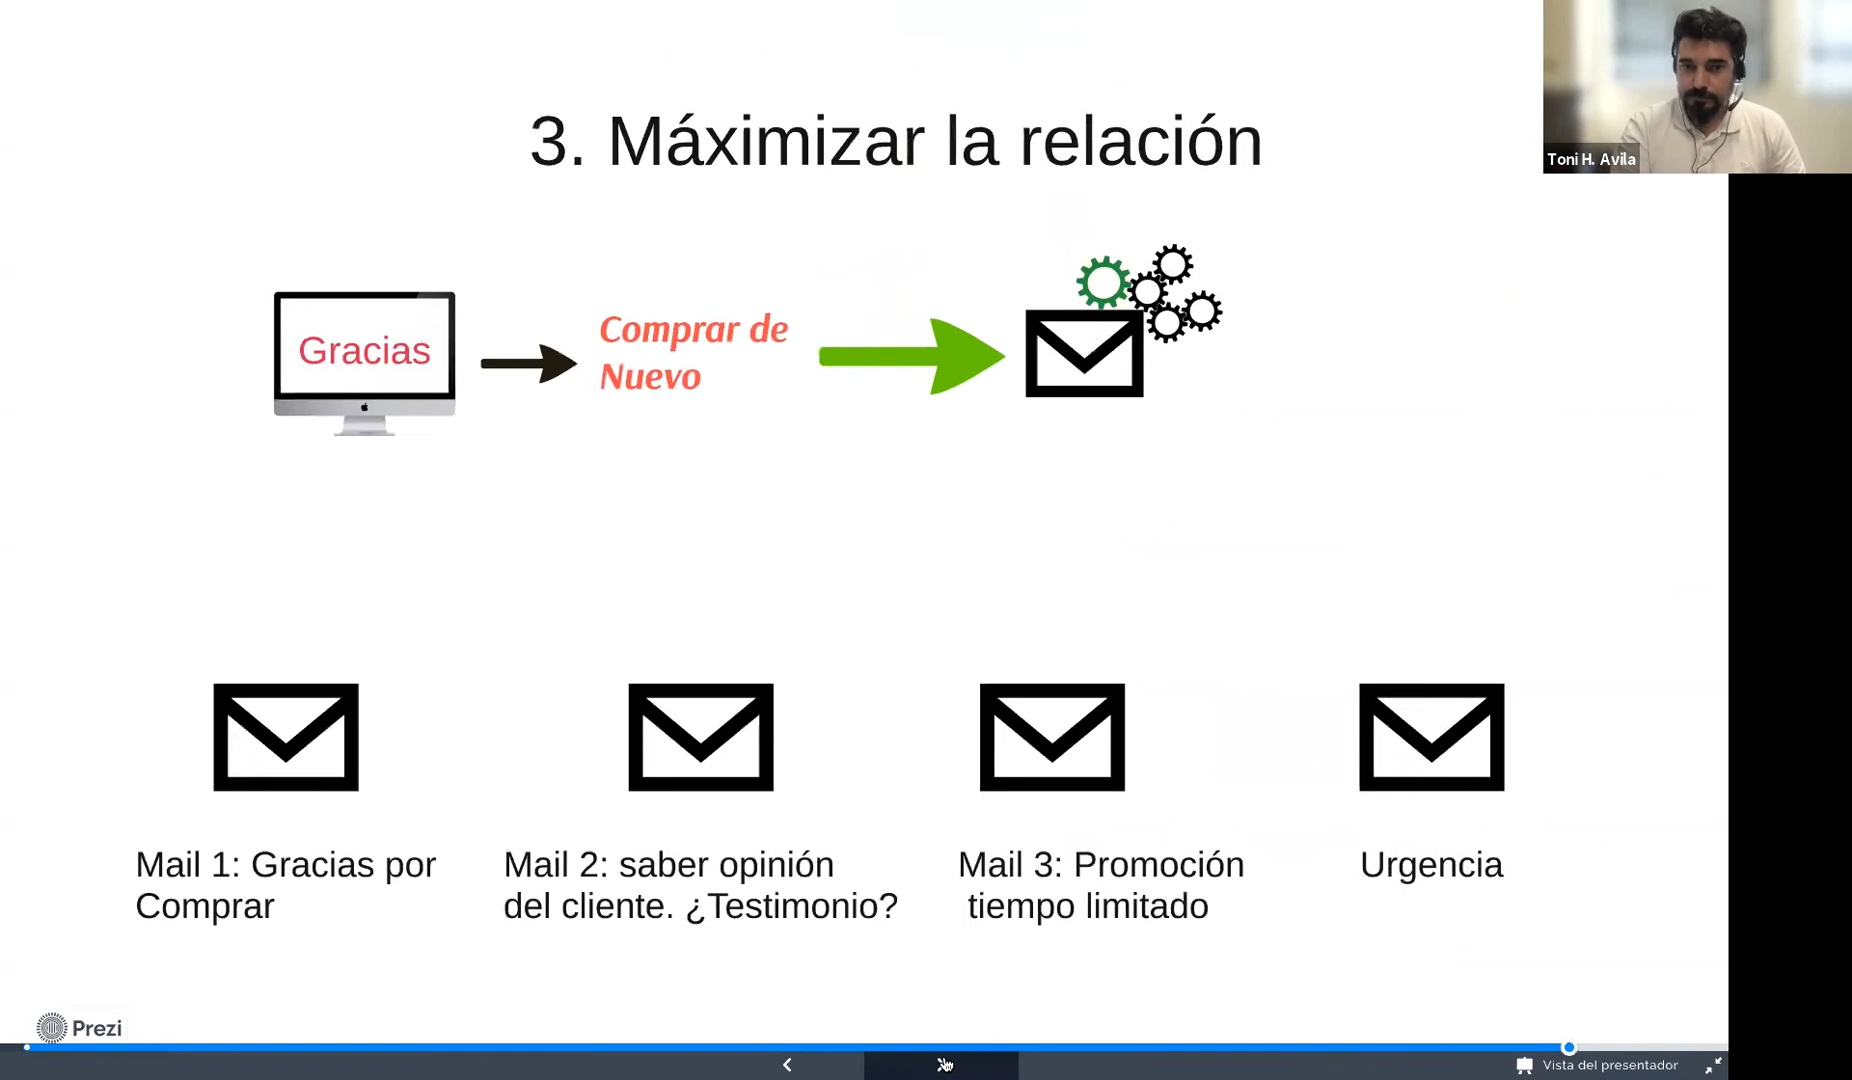 3. Máximizar la relación
Toni H. Avila
Gracias
Comprar de
Nuevo
Mail 1: Gracias por
Comprar
Mail 2: saber opinión
del cliente. ¿Testimonio?
Mail 3: Promoción
tiempo limitado
Urgencia
Prezi
Vista del presentador